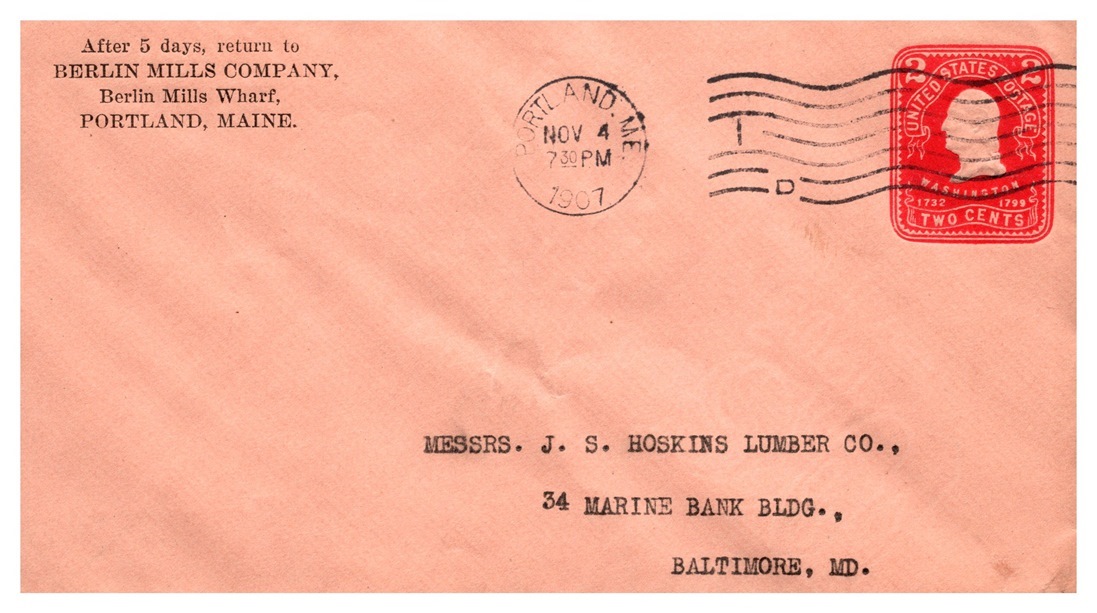 After 5 days, return to
BERLIN MILLS COMPANY,
Berlin Mills Wharf,
PORTLAND, MAINE.
PORTLAND, ME.
NOV 4
7 30 PM
1907
1
D
2 2
UNITED STATES POSTAGE
WASHINGTON
1732 1799
TWO CENTS
MESSRS. J. S. HOSKINS LUMBER CO.,
34 MARINE BANK BLDG.,
BALTIMORE, MD.